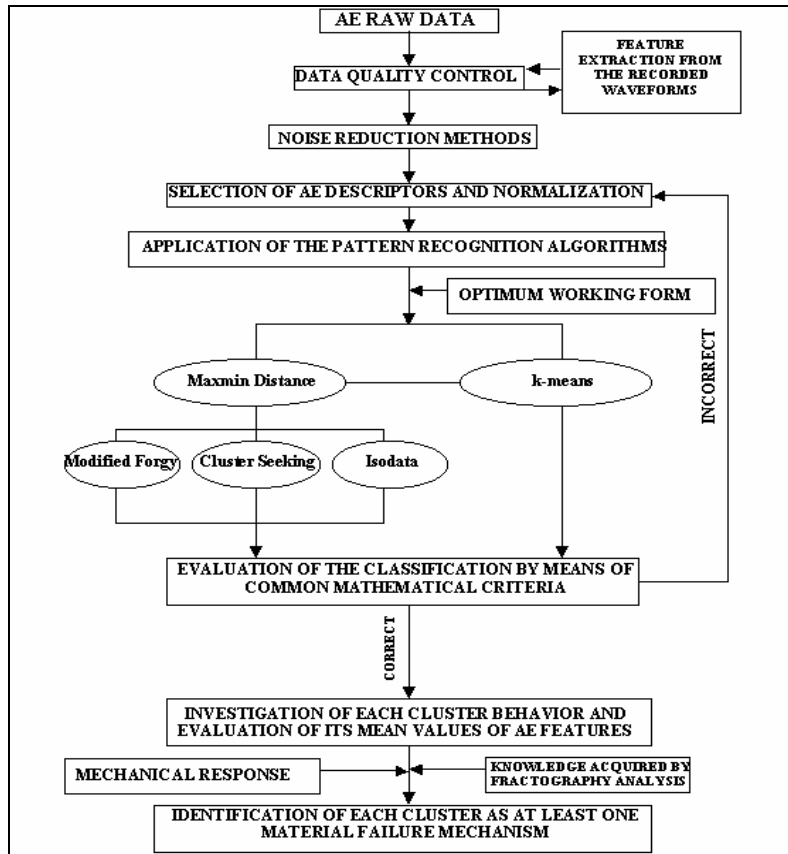 AE RAW DATA
FEATURE
EXTRACTION FROM
THE RECORDED
WAVEFORMS
DATA QUALITY CONTROL
NOISE REDUCTION METHODS
SELECTION OF AE DESCRIPTORS AND NORMALIZATION
APPLICATION OF THE PATTERN RECOGNITION ALGORITHMS
OPTIMUM WORKING FORM
Maxmin Distance
k-means
INCORRECT
Modified Forgy
Cluster Seeking
Isodata
EVALUATION OF THE CLASSIFICATION BY MEANS OF
COMMON MATHEMATICAL CRITERIA
CORRECT
INVESTIGATION OF EACH CLUSTER BEHAVIOR AND
EVALUATION OF ITS MEAN VALUES OF AE FEATURES
MECHANICAL RESPONSE
KNOWLEDGE ACQUIRED BY
FRACTOGRAPHY ANALYSIS
IDENTIFICATION OF EACH CLUSTER AS AT LEAST ONE
MATERIAL FAILURE MECHANISM